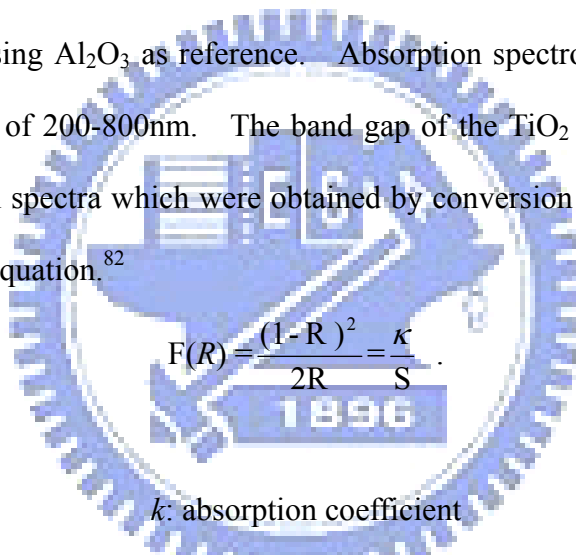 sing Al₂O₃ as reference. Absorption spectro
of 200-800nm. The band gap of the TiO₂
spectra which were obtained by conversion
quation.⁸²
F(R) = (1-R)² / 2R = κ / S .
1896
k: absorption coefficient